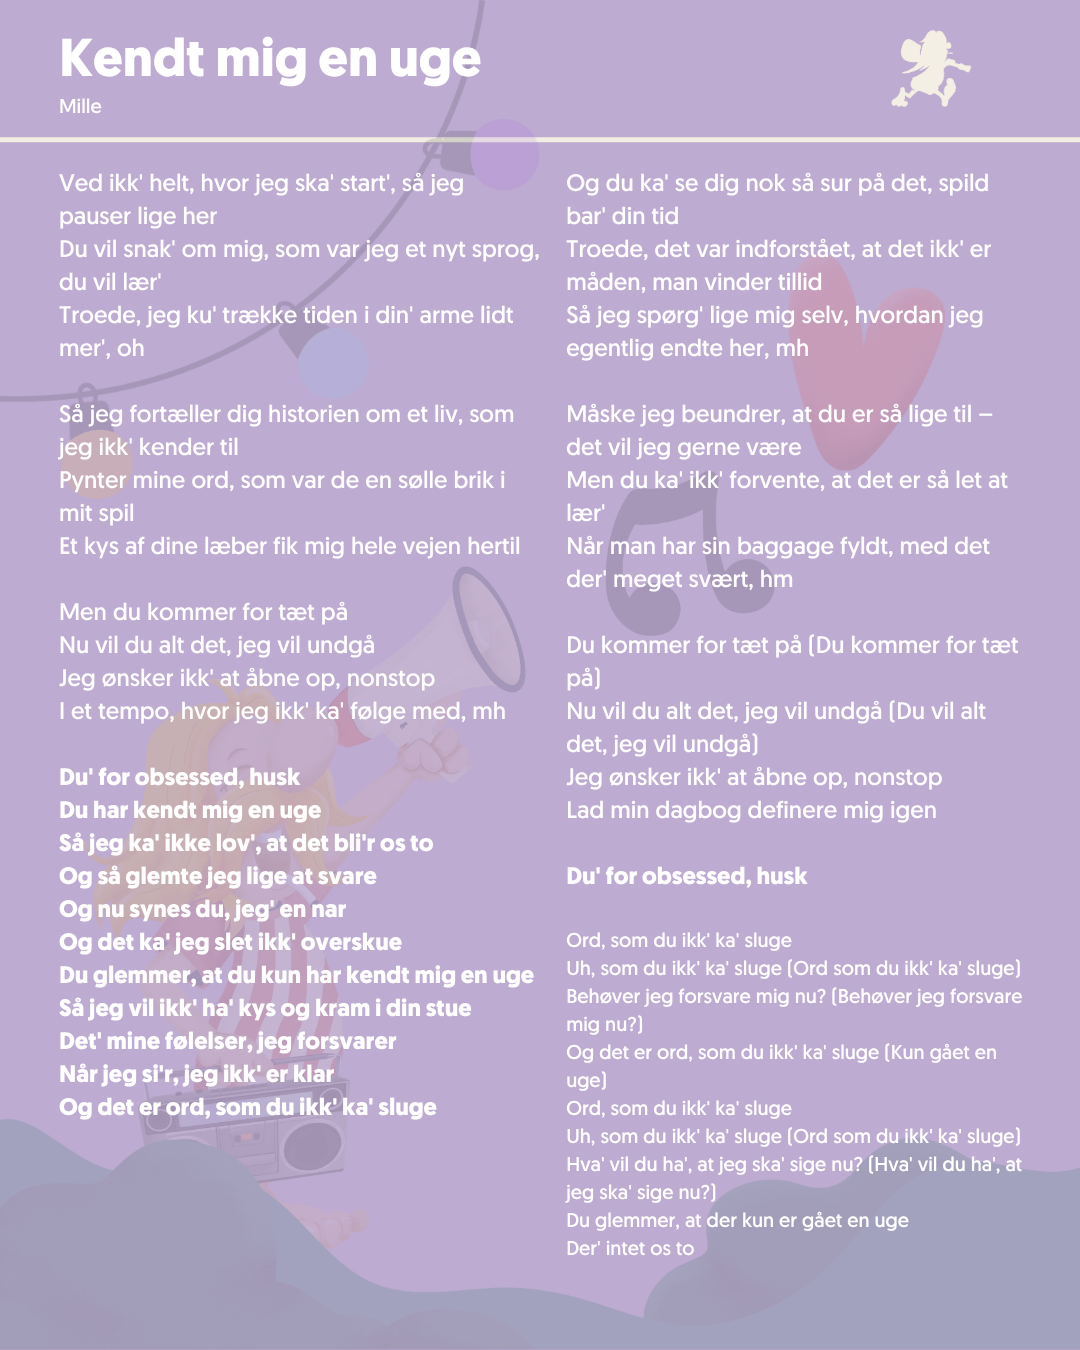 Kendt mig en uge
Mille
Ved ikk' helt, hvor jeg ska' start', så jeg
pauser lige her
Du vil snak' om mig, som var jeg et nyt sprog,
du vil lær'
Troede, jeg ku' trække tiden i din' arme lidt
mer', oh
Så jeg fortæller dig historien om et liv, som
jeg ikk' kender til
Pynter mine ord, som var de en sølle brik i
mit spil
Et kys af dine læber fik mig hele vejen hertil
Men du kommer for tæt på
Nu vil du alt det, jeg vil undgå
Jeg ønsker ikk' at åbne op, nonstop
I et tempo, hvor jeg ikk' ka' følge med, mh
Du' for obsessed, husk
Du har kendt mig en uge
Så jeg ka' ikke lov', at det bli'r os to
Og så glemte jeg lige at svare
Og nu synes du, jeg' en nar
Og det ka' jeg slet ikk' overskue
Du glemmer, at du kun har kendt mig en uge
Så jeg vil ikk' ha' kys og kram i din stue
Det' mine følelser, jeg forsvarer
Når jeg si'r, jeg ikk' er klar
Og det er ord, som du ikk' ka' sluge
Og du ka' se dig nok så sur på det, spild
bar' din tid
Troede, det var indforstået, at det ikk' er
måden, man vinder tillid
Så jeg spørg' lige mig selv, hvordan jeg
egentlig endte her, mh
Måske jeg beundrer, at du er så lige til –
det vil jeg gerne være
Men du ka' ikk' forvente, at det er så let at
lær'
Når man har sin baggage fyldt, med det
der' meget svært, hm
Du kommer for tæt på (Du kommer for tæt
på)
Nu vil du alt det, jeg vil undgå (Du vil alt
det, jeg vil undgå)
Jeg ønsker ikk' at åbne op, nonstop
Lad min dagbog definere mig igen
Du' for obsessed, husk
Ord, som du ikk' ka' sluge
Uh, som du ikk' ka' sluge (Ord som du ikk' ka' sluge)
Behøver jeg forsvare mig nu? (Behøver jeg forsvare
mig nu?)
Og det er ord, som du ikk' ka' sluge (Kun gået en
uge)
Ord, som du ikk' ka' sluge
Uh, som du ikk' ka' sluge (Ord som du ikk' ka' sluge)
Hva' vil du ha', at jeg ska' sige nu? (Hva' vil du ha', at
jeg ska' sige nu?)
Du glemmer, at der kun er gået en uge
Der' intet os to